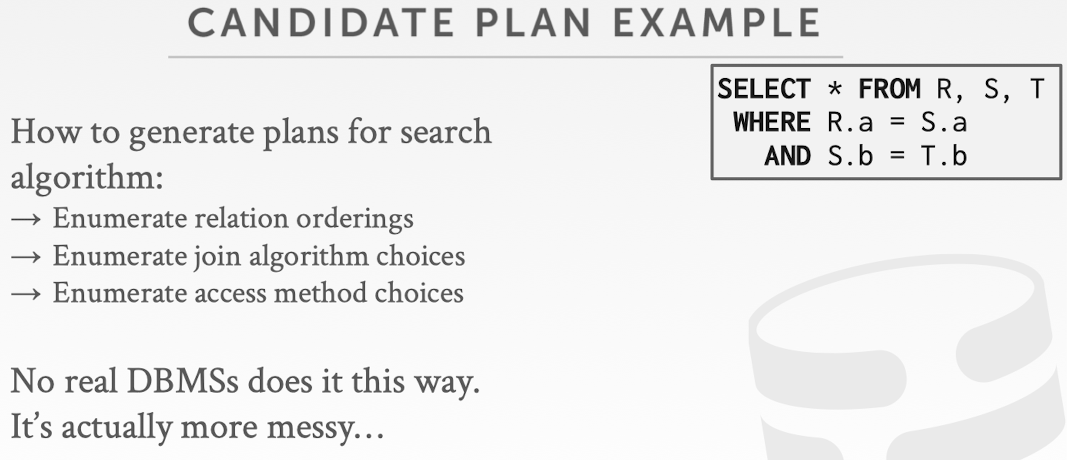 CANDIDATE PLAN EXAMPLE
SELECT * FROM R, S, T
WHERE R.a = S.a
AND S.b = T.b
How to generate plans for search
algorithm:
→ Enumerate relation orderings
→ Enumerate join algorithm choices
→ Enumerate access method choices
No real DBMSs does it this way.
It's actually more messy…